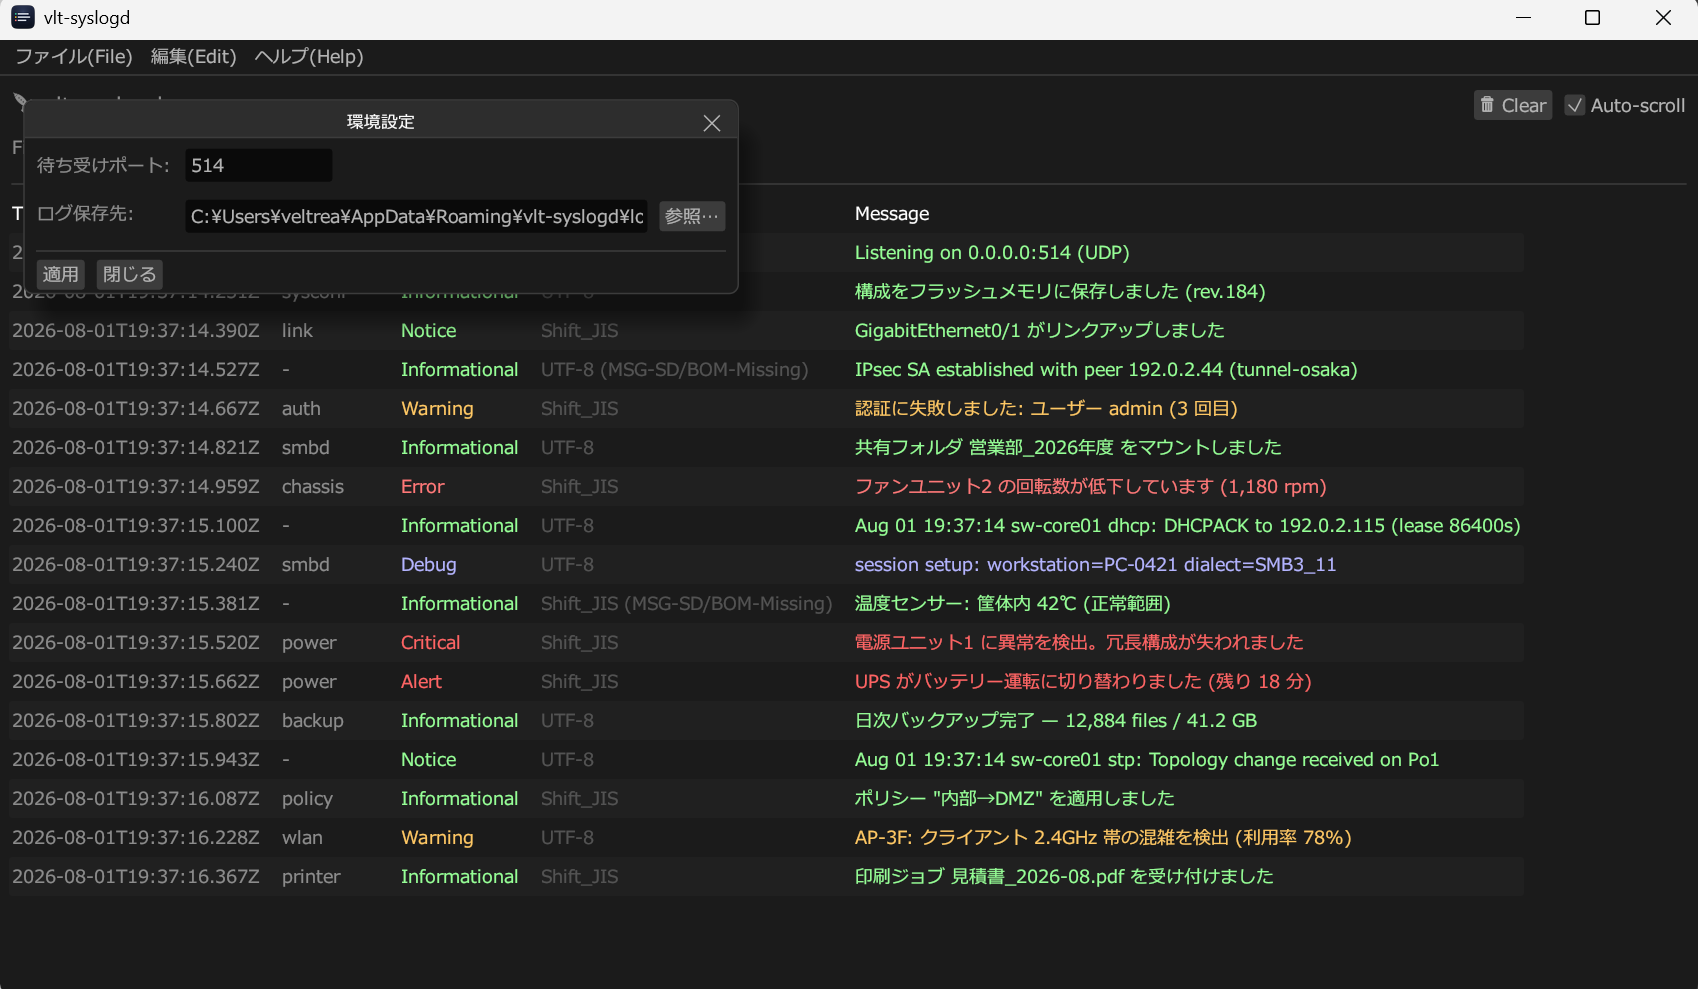 vlt-syslogd
ファイル(File) 編集(Edit) ヘルプ(Help)
Clear Auto-scroll
環境設定
待ち受けポート: 514
ログ保存先: C:¥Users¥veltrea¥AppData¥Roaming¥vlt-syslogd¥lo 参照…
適用 閉じる
Message
Listening on 0.0.0.0:514 (UDP)
構成をフラッシュメモリに保存しました (rev.184)
2026-08-01T19:37:14.390Z link Notice Shift_JIS GigabitEthernet0/1 がリンクアップしました
2026-08-01T19:37:14.527Z - Informational UTF-8 (MSG-SD/BOM-Missing) IPsec SA established with peer 192.0.2.44 (tunnel-osaka)
2026-08-01T19:37:14.667Z auth Warning Shift_JIS 認証に失敗しました: ユーザー admin (3 回目)
2026-08-01T19:37:14.821Z smbd Informational UTF-8 共有フォルダ 営業部_2026年度 をマウントしました
2026-08-01T19:37:14.959Z chassis Error Shift_JIS ファンユニット2 の回転数が低下しています (1,180 rpm)
2026-08-01T19:37:15.100Z - Informational UTF-8 Aug 01 19:37:14 sw-core01 dhcp: DHCPACK to 192.0.2.115 (lease 86400s)
2026-08-01T19:37:15.240Z smbd Debug UTF-8 session setup: workstation=PC-0421 dialect=SMB3_11
2026-08-01T19:37:15.381Z - Informational Shift_JIS (MSG-SD/BOM-Missing) 温度センサー: 筐体内 42℃ (正常範囲)
2026-08-01T19:37:15.520Z power Critical Shift_JIS 電源ユニット1 に異常を検出。冗長構成が失われました
2026-08-01T19:37:15.662Z power Alert Shift_JIS UPS がバッテリー運転に切り替わりました (残り 18 分)
2026-08-01T19:37:15.802Z backup Informational UTF-8 日次バックアップ完了 — 12,884 files / 41.2 GB
2026-08-01T19:37:15.943Z - Notice UTF-8 Aug 01 19:37:14 sw-core01 stp: Topology change received on Po1
2026-08-01T19:37:16.087Z policy Informational Shift_JIS ポリシー "内部→DMZ" を適用しました
2026-08-01T19:37:16.228Z wlan Warning UTF-8 AP-3F: クライアント 2.4GHz 帯の混雑を検出 (利用率 78%)
2026-08-01T19:37:16.367Z printer Informational Shift_JIS 印刷ジョブ 見積書_2026-08.pdf を受け付けました